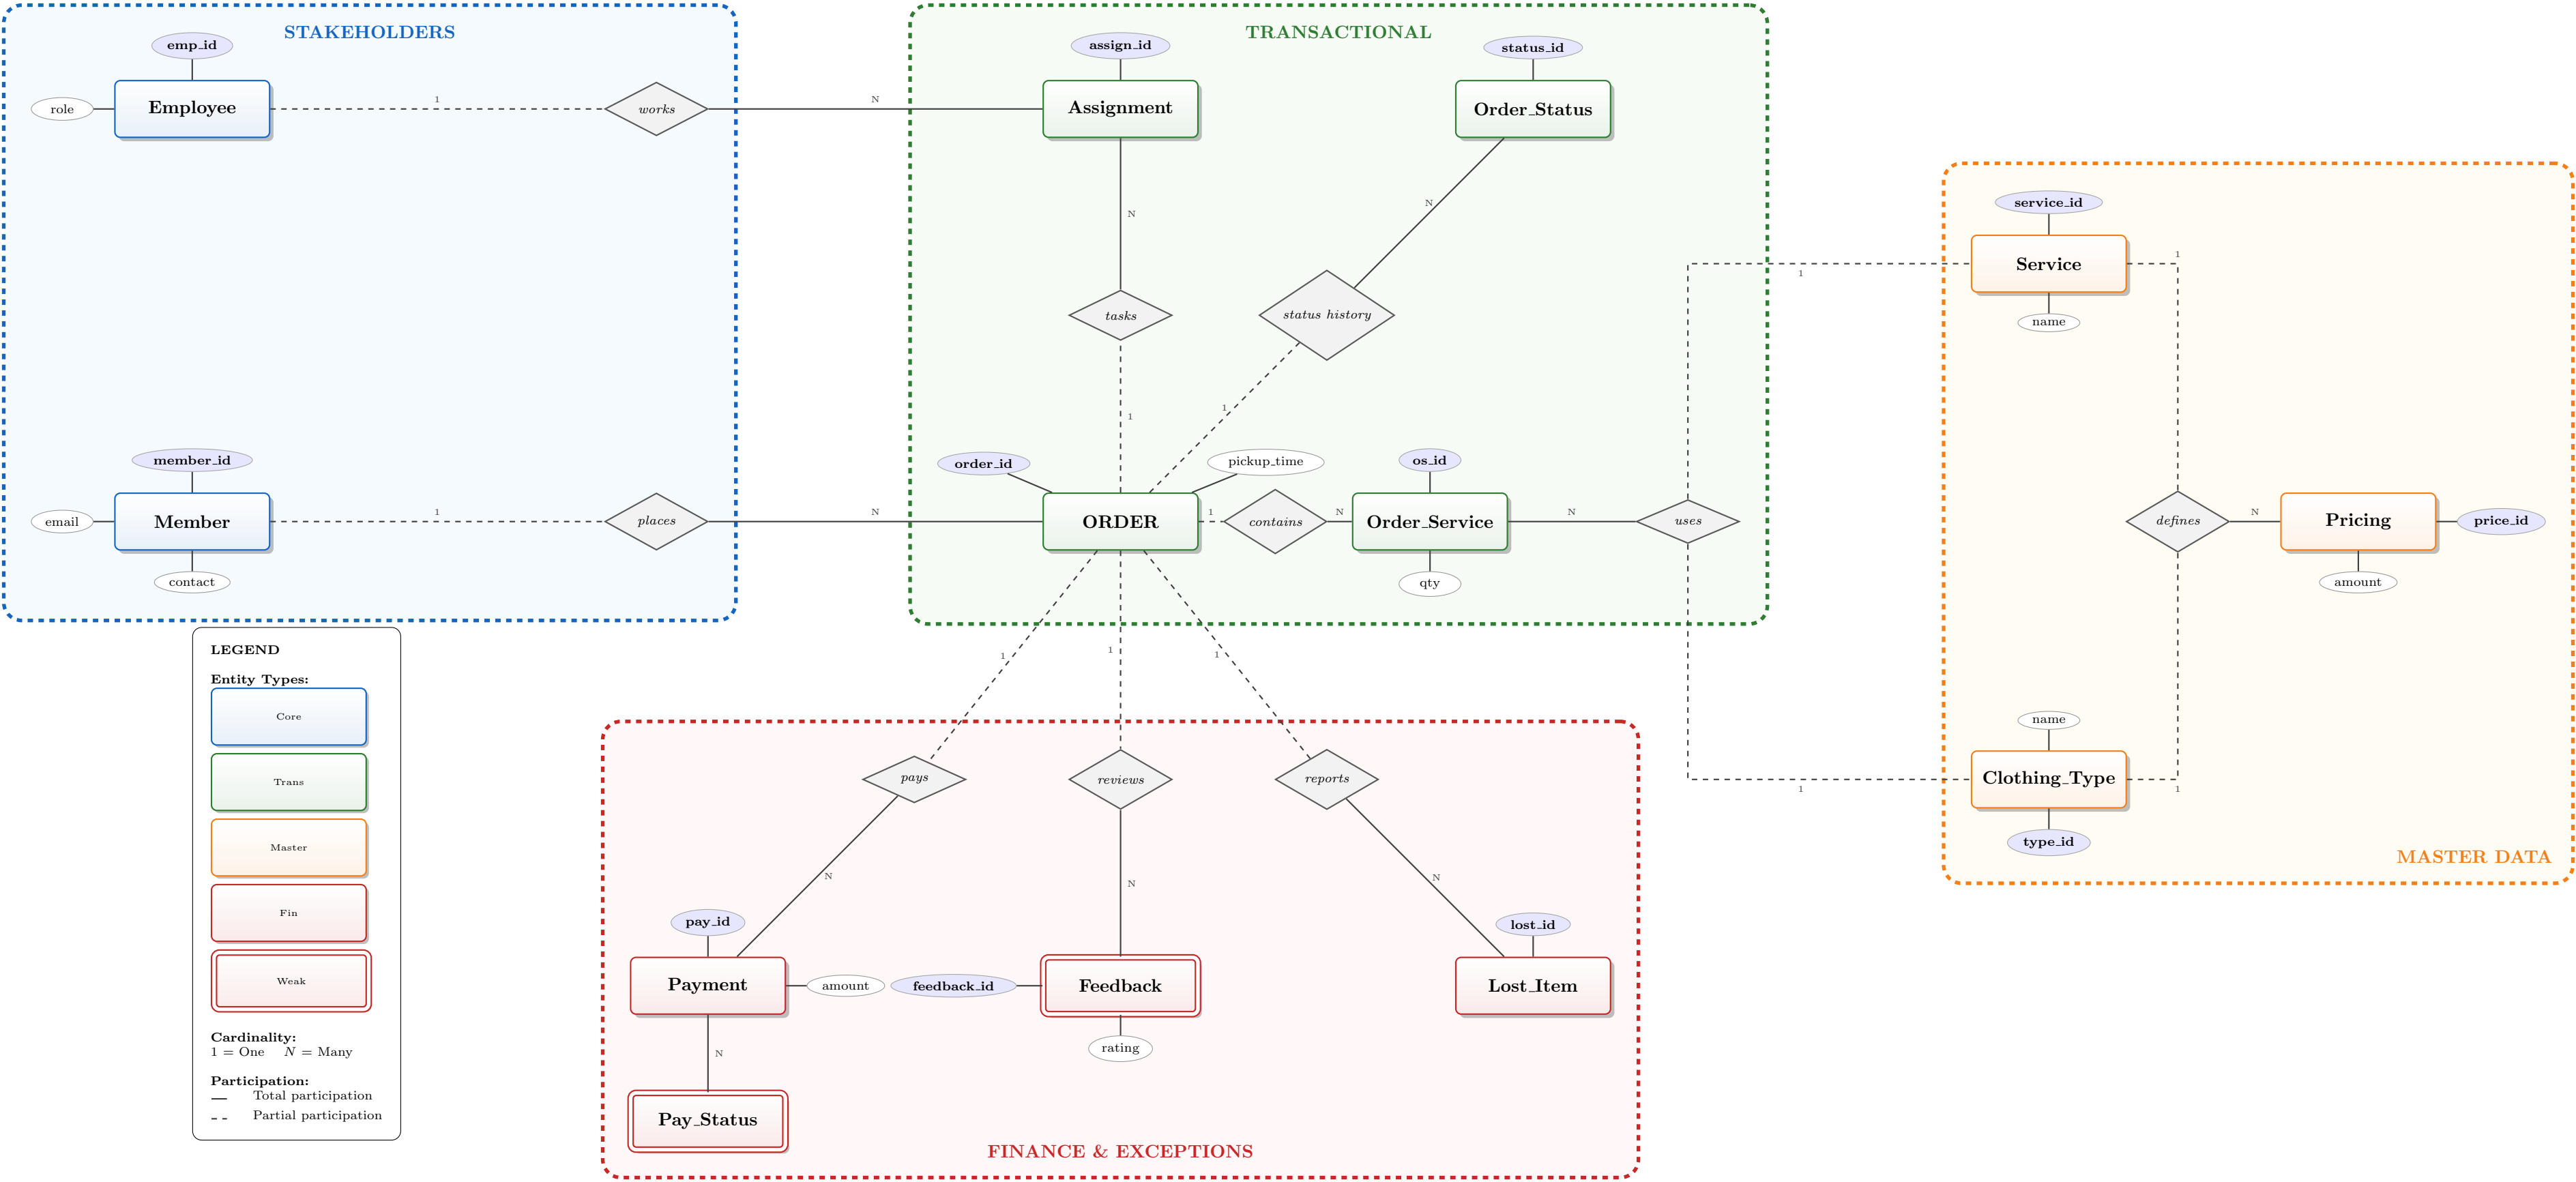 STAKEHOLDERS
emp_id
role
Employee
1
works
N
member_id
email
Member
contact
1
places
N
TRANSACTIONAL
assign_id
Assignment
status_id
Order_Status
N
N
tasks
status history
1
1
order_id
pickup_time
os_id
ORDER
1
contains
N
Order_Service
qty
N
uses
1
1
service_id
Service
name
1
defines
N
Pricing
price_id
amount
name
Clothing_Type
1
type_id
MASTER DATA
1
1
1
pays
reviews
reports
N
N
N
pay_id
Payment
amount
feedback_id
Feedback
rating
lost_id
Lost_Item
N
Pay_Status
FINANCE & EXCEPTIONS
LEGEND
Entity Types:
Core
Trans
Master
Fin
Weak
Cardinality:
1 = One N = Many
Participation:
Total participation
Partial participation